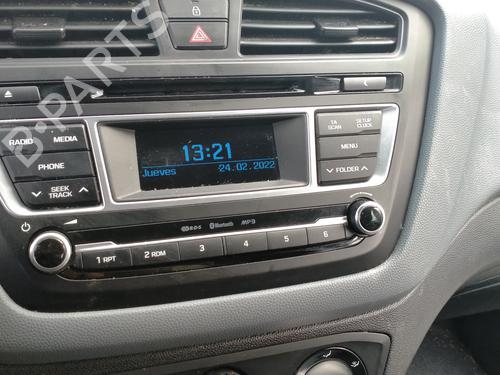 B-PARTS
RADIO
MEDIA
PHONE
SEEK
TRACK
13:21
Jueves
24.02.2022
TA
SCAN
SETUP
CLOCK
MENU
FOLDER
RDS
Bluetooth
MP3
1 RPT
2 RDM
3
4
5
6